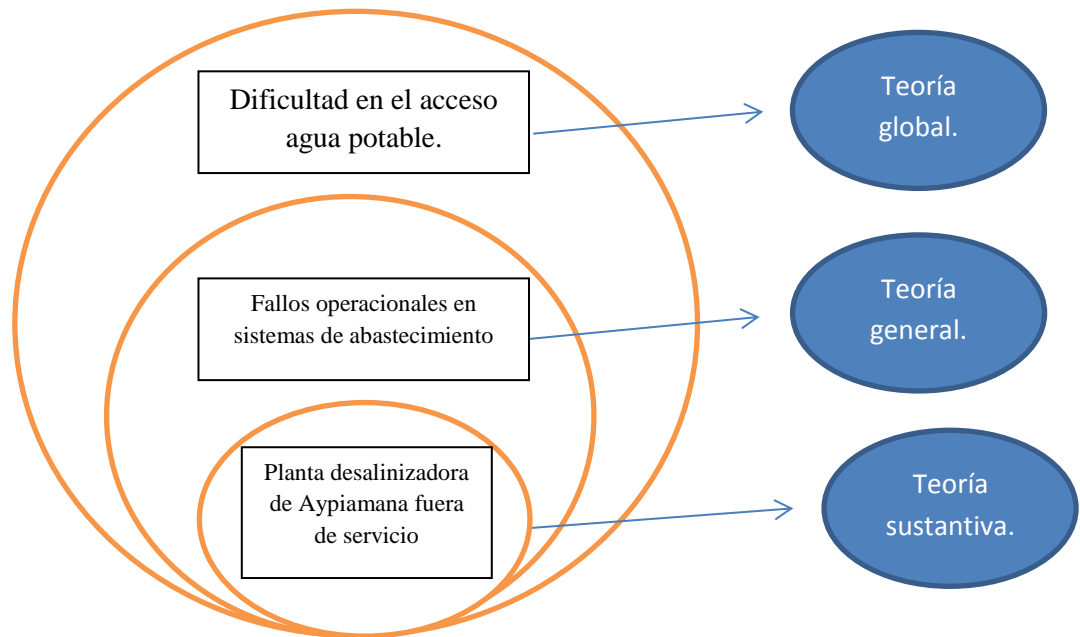 Dificultad en el acceso
agua potable.
Teoría
global.
Fallos operacionales en
sistemas de abastecimiento
Teoría
general.
Planta desalinizadora
de Aypiamana fuera
de servicio
Teoría
sustantiva.